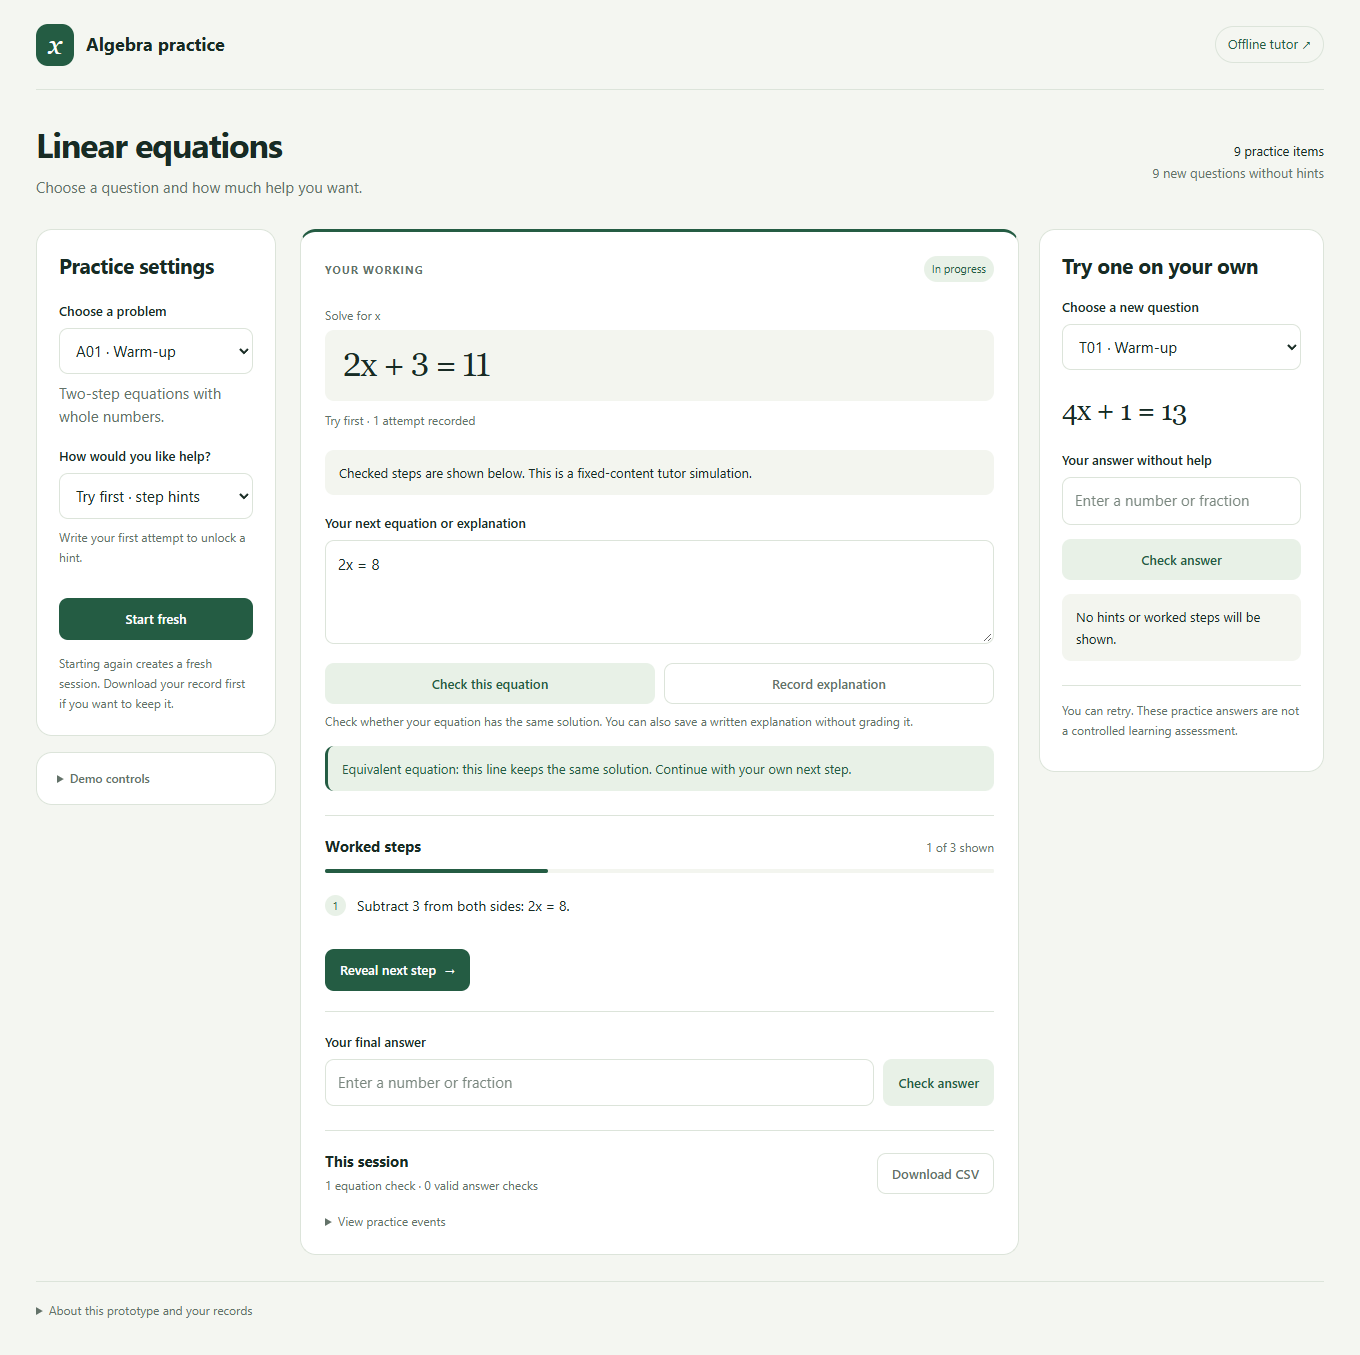 x
Algebra practice
Offline tutor ↗
Linear equations
Choose a question and how much help you want.
9 practice items
9 new questions without hints
Practice settings
Choose a problem
A01 · Warm-up
Two-step equations with
whole numbers.
How would you like help?
Try first · step hints
Write your first attempt to unlock a
hint.
Start fresh
Starting again creates a fresh
session. Download your record first
if you want to keep it.
Demo controls
YOUR WORKING
In progress
Solve for x
2x + 3 = 11
Try first · 1 attempt recorded
Checked steps are shown below. This is a fixed-content tutor simulation.
Your next equation or explanation
2x = 8
Check this equation
Record explanation
Check whether your equation has the same solution. You can also save a written explanation without grading it.
Equivalent equation: this line keeps the same solution. Continue with your own next step.
Worked steps
1 of 3 shown
1 Subtract 3 from both sides: 2x = 8.
Reveal next step →
Your final answer
Enter a number or fraction
Check answer
This session
1 equation check · 0 valid answer checks
Download CSV
View practice events
Try one on your own
Choose a new question
T01 · Warm-up
4x + 1 = 13
Your answer without help
Enter a number or fraction
Check answer
No hints or worked steps will be
shown.
You can retry. These practice answers are not
a controlled learning assessment.
About this prototype and your records